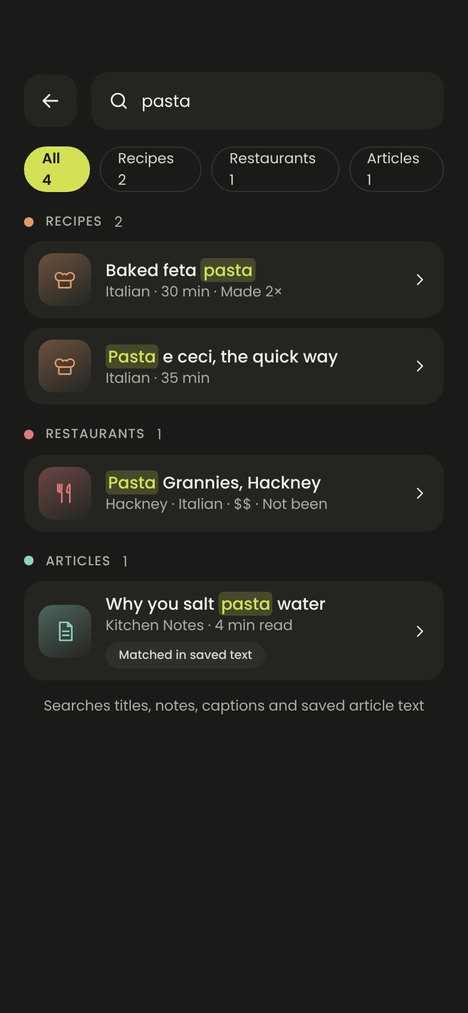 pasta
All
4
Recipes
2
Restaurants
1
Articles
1
RECIPES 2
Baked feta pasta
Italian · 30 min · Made 2×
Pasta e ceci, the quick way
Italian · 35 min
RESTAURANTS 1
Pasta Grannies, Hackney
Hackney · Italian · $$ · Not been
ARTICLES 1
Why you salt pasta water
Kitchen Notes · 4 min read
Matched in saved text
Searches titles, notes, captions and saved article text